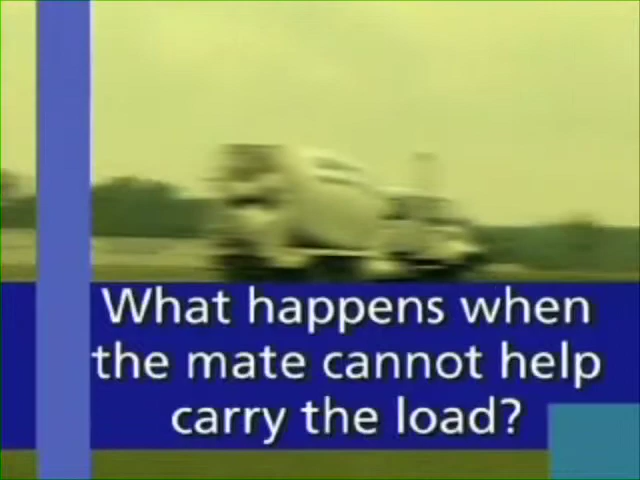 What happens when
the mate cannot help
carry the load?